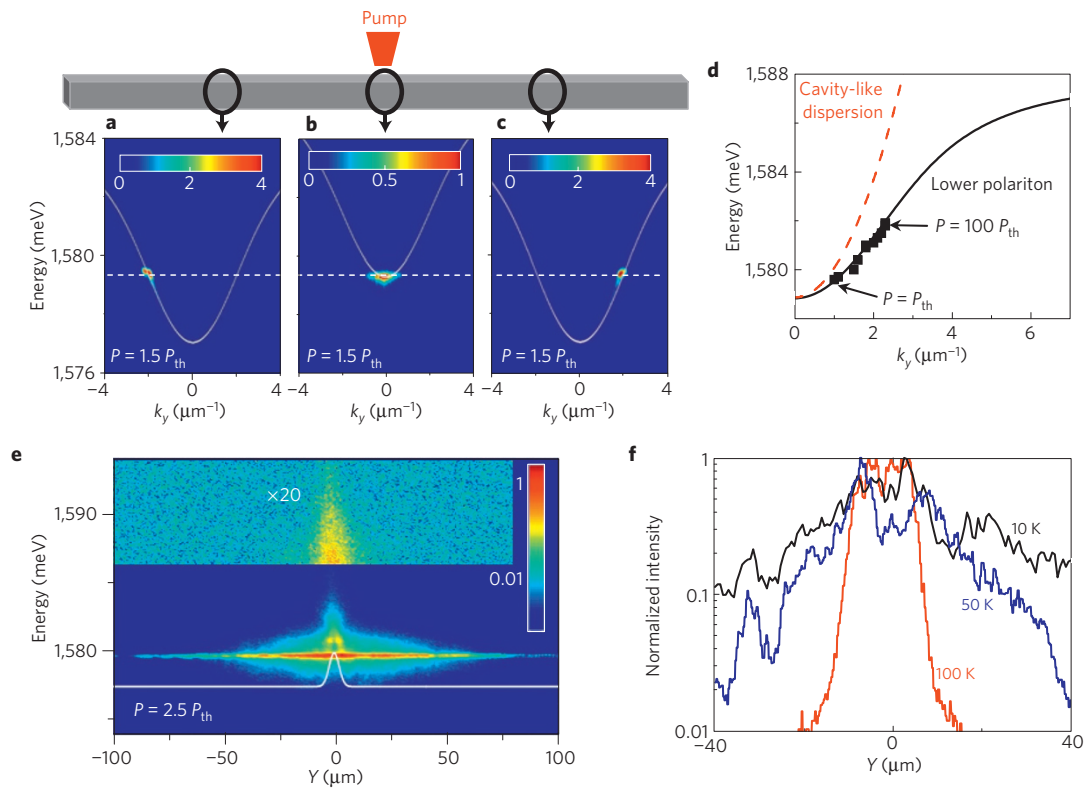 Pump
a
b
c
d
1,584
1,580
1,576
Energy (meV)
0 2 4
0 0.5 1
0 2 4
P = 1.5 Pth
P = 1.5 Pth
P = 1.5 Pth
−4 0 4
−4 0 4
−4 0 4
ky (μm−1)
ky (μm−1)
ky (μm−1)
1,588
1,584
1,580
Energy (meV)
Cavity-like
dispersion
Lower polariton
P = 100 Pth
P = Pth
0 2 4 6
ky (μm−1)
e
×20
1
0.01
1,590
1,580
Energy (meV)
P = 2.5 Pth
−100 −50 0 50 100
Y (μm)
f
1
0.1
0.01
Normalized intensity
10 K
50 K
100 K
−40 0 40
Y (μm)